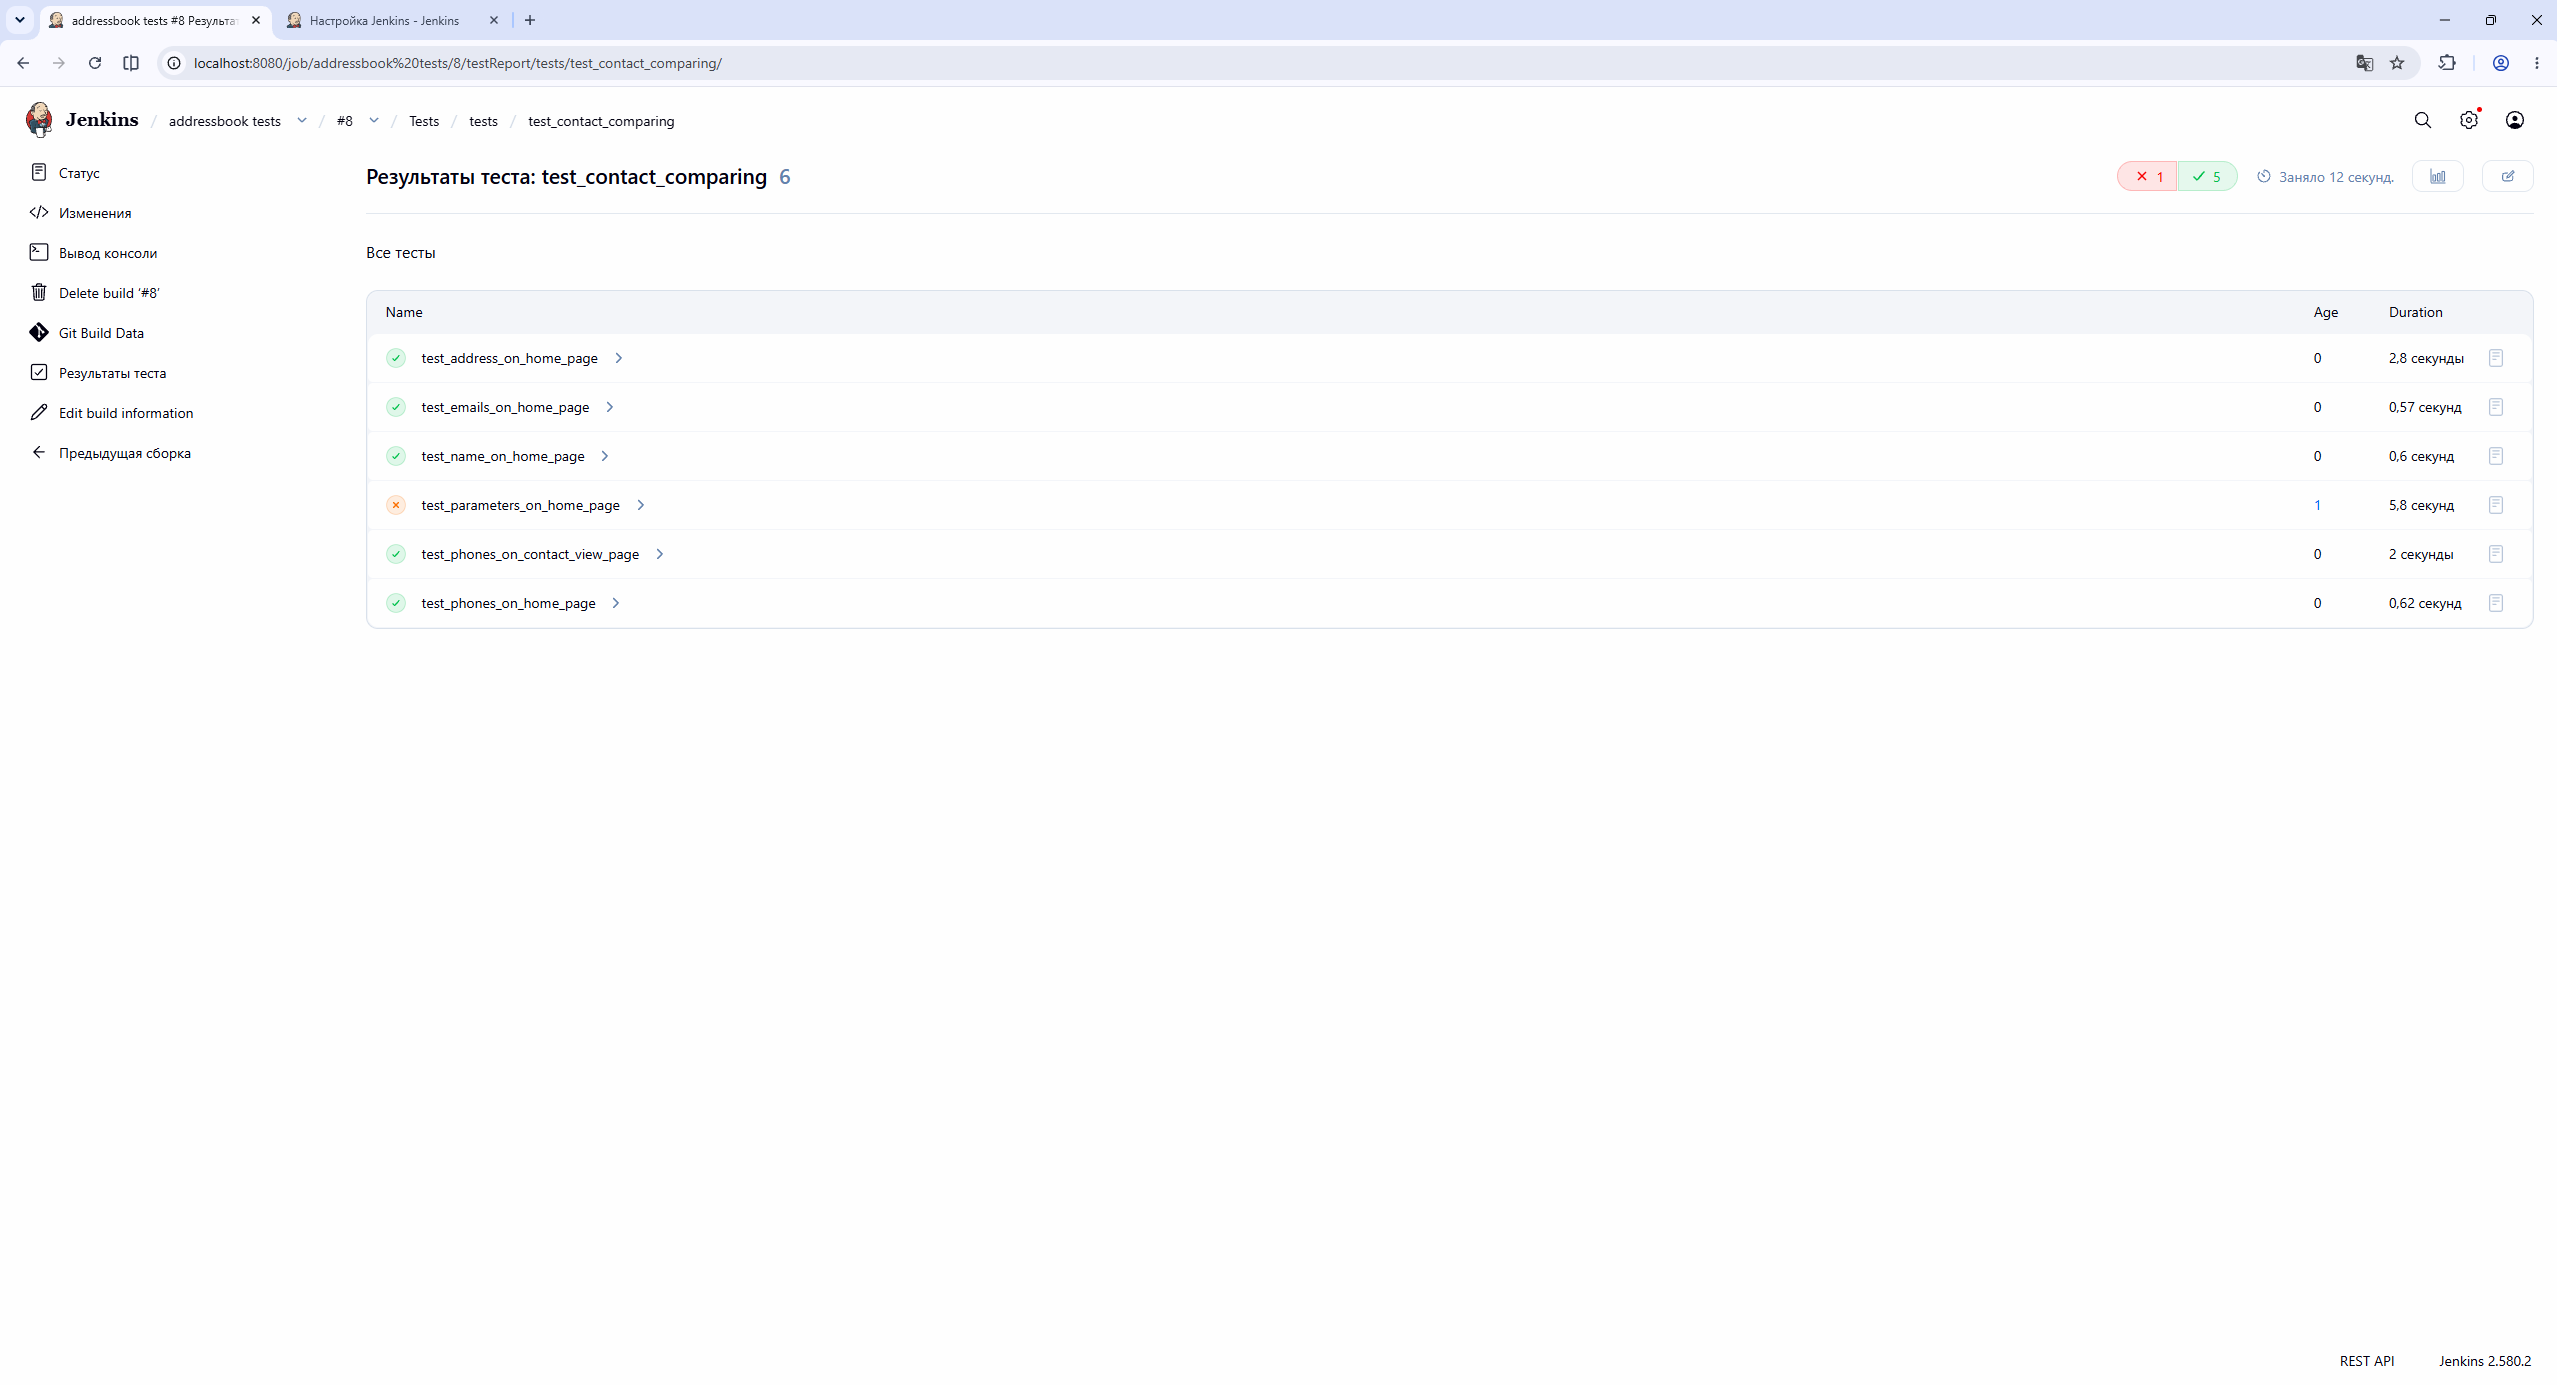 addressbook tests #8 Результа
Настройка Jenkins - Jenkins
localhost:8080/job/addressbook%20tests/8/testReport/tests/test_contact_comparing/
Jenkins / addressbook tests / #8 / Tests / tests / test_contact_comparing
Статус
Изменения
Вывод консоли
Delete build ‘#8’
Git Build Data
Результаты теста
Edit build information
Предыдущая сборка
Результаты теста: test_contact_comparing 6
1 5 Заняло 12 секунд.
Все тесты
Name Age Duration
test_address_on_home_page 0 2,8 секунды
test_emails_on_home_page 0 0,57 секунд
test_name_on_home_page 0 0,6 секунд
test_parameters_on_home_page 1 5,8 секунд
test_phones_on_contact_view_page 0 2 секунды
test_phones_on_home_page 0 0,62 секунд
REST API Jenkins 2.580.2